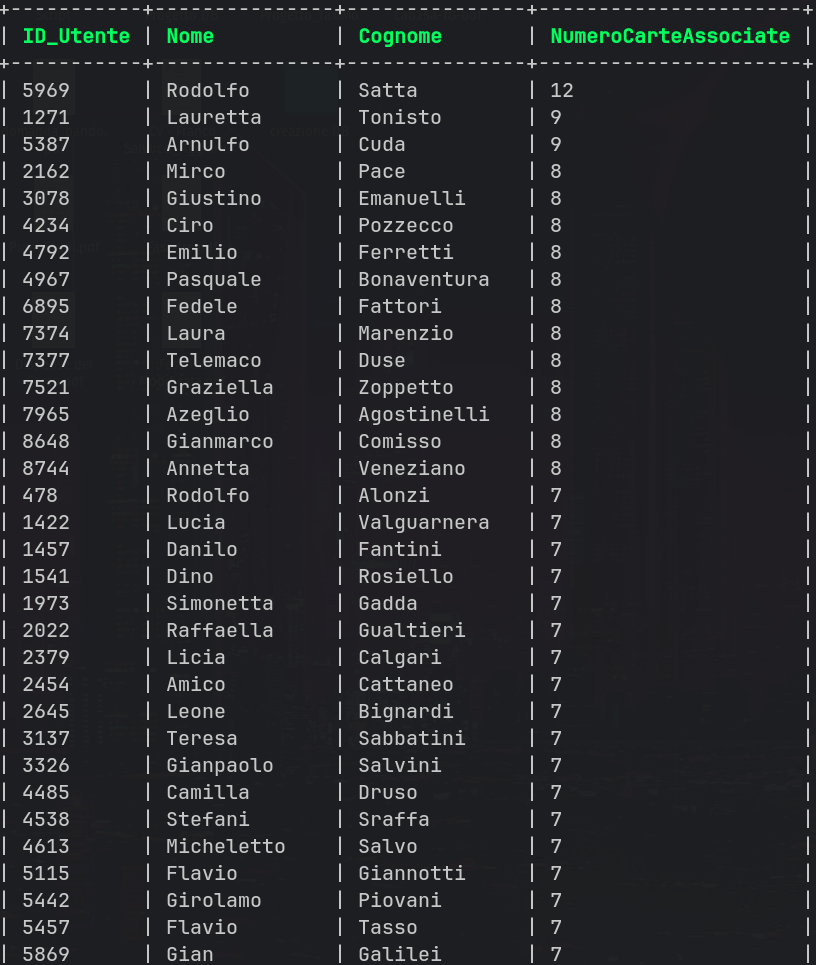 +-----------+---------------+---------------+----------------------+
| ID_Utente | Nome          | Cognome       | NumeroCarteAssociate |
+-----------+---------------+---------------+----------------------+
| 5969      | Rodolfo       | Satta         | 12                   |
| 1271      | Lauretta      | Tonisto       | 9                    |
| 5387      | Arnulfo       | Cuda          | 9                    |
| 2162      | Mirco         | Pace          | 8                    |
| 3078      | Giustino      | Emanuelli     | 8                    |
| 4234      | Ciro          | Pozzecco      | 8                    |
| 4792      | Emilio        | Ferretti      | 8                    |
| 4967      | Pasquale      | Bonaventura   | 8                    |
| 6895      | Fedele        | Fattori       | 8                    |
| 7374      | Laura         | Marenzio      | 8                    |
| 7377      | Telemaco      | Duse          | 8                    |
| 7521      | Graziella     | Zoppetto      | 8                    |
| 7965      | Azeglio       | Agostinelli   | 8                    |
| 8648      | Gianmarco     | Comisso       | 8                    |
| 8744      | Annetta       | Veneziano     | 8                    |
| 478       | Rodolfo       | Alonzi        | 7                    |
| 1422      | Lucia         | Valguarnera   | 7                    |
| 1457      | Danilo        | Fantini       | 7                    |
| 1541      | Dino          | Rosiello      | 7                    |
| 1973      | Simonetta     | Gadda         | 7                    |
| 2022      | Raffaella     | Gualtieri     | 7                    |
| 2379      | Licia         | Calgari       | 7                    |
| 2454      | Amico         | Cattaneo      | 7                    |
| 2645      | Leone         | Bignardi      | 7                    |
| 3137      | Teresa        | Sabbatini     | 7                    |
| 3326      | Gianpaolo     | Salvini       | 7                    |
| 4485      | Camilla       | Druso         | 7                    |
| 4538      | Stefani       | Sraffa        | 7                    |
| 4613      | Micheletto    | Salvo         | 7                    |
| 5115      | Flavio        | Giannotti     | 7                    |
| 5442      | Girolamo      | Piovani       | 7                    |
| 5457      | Flavio        | Tasso         | 7                    |
| 5869      | Gian          | Galilei       | 7                    |